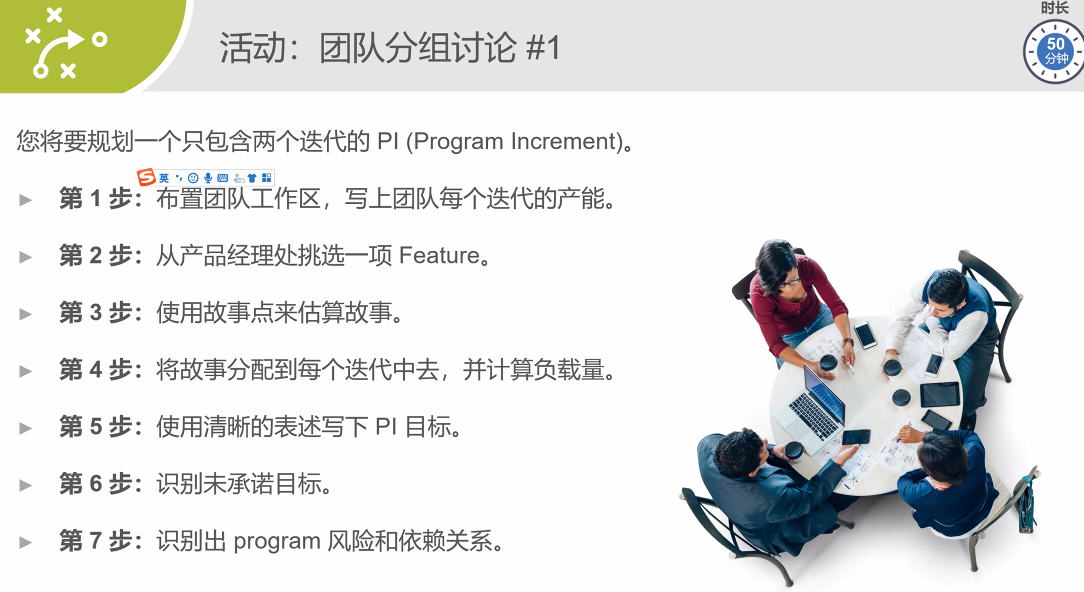 时长
50
分钟
活动：团队分组讨论 #1
您将要规划一个只包含两个迭代的 PI (Program Increment)。
英
第 1 步：布置团队工作区，写上团队每个迭代的产能。
第 2 步：从产品经理处挑选一项 Feature。
第 3 步：使用故事点来估算故事。
第 4 步：将故事分配到每个迭代中去，并计算负载量。
第 5 步：使用清晰的表述写下 PI 目标。
第 6 步：识别未承诺目标。
第 7 步：识别出 program 风险和依赖关系。